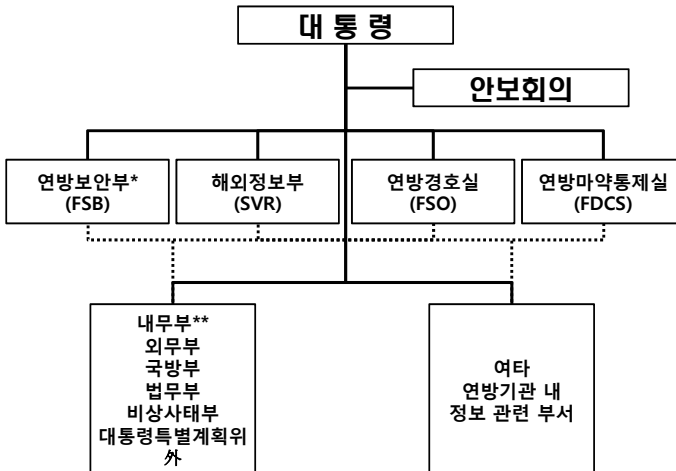 대 통 령
안보회의
연방보안부*
(FSB)
해외정보부
(SVR)
연방경호실
(FSO)
연방마약통제실
(FDCS)
내무부**
외무부
국방부
법무부
비상사태부
대통령특별계획위
외
여타
연방기관 내
정보 관련 부서